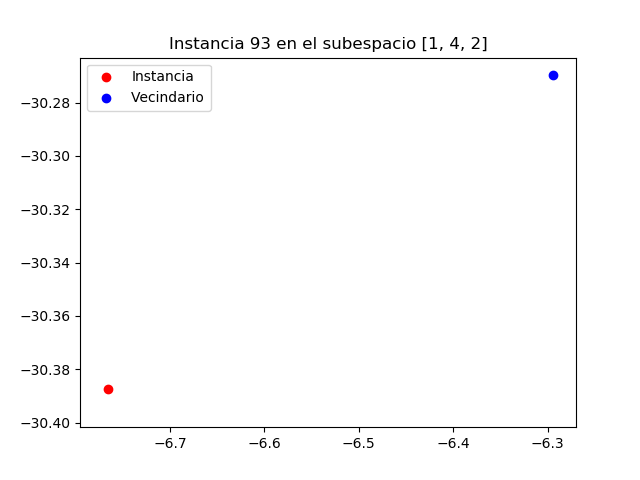 Instancia 93 en el subespacio [1, 4, 2]
Instancia
Vecindario
−30.28
−30.30
−30.32
−30.34
−30.36
−30.38
−30.40
−6.7 −6.6 −6.5 −6.4 −6.3